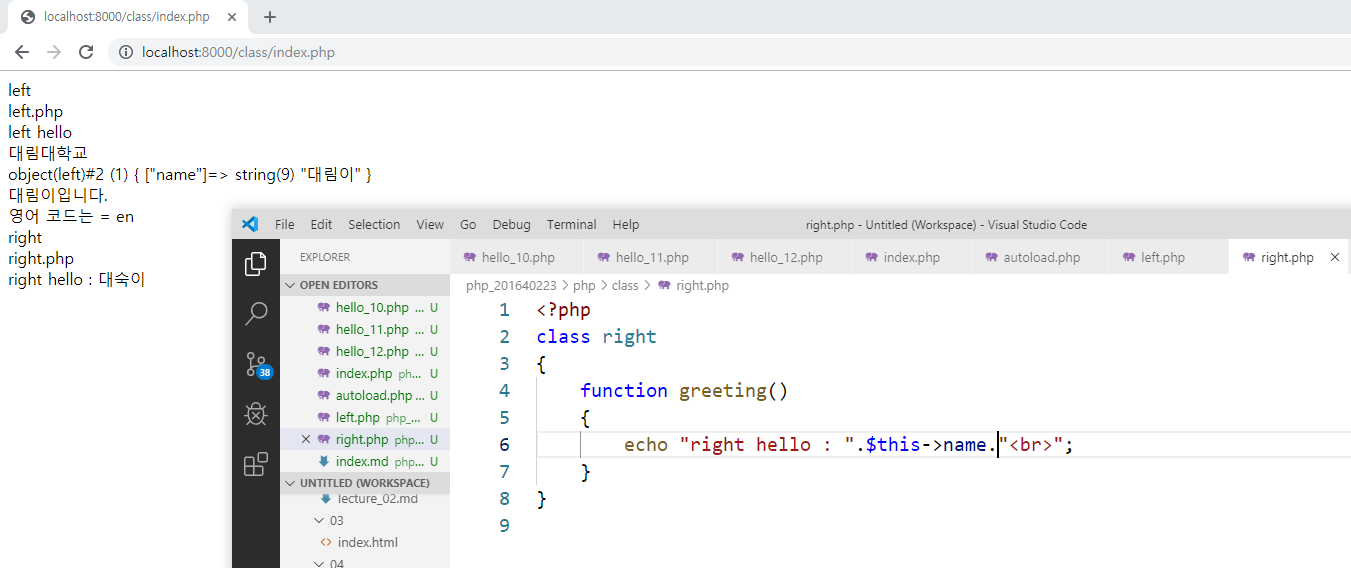 localhost:8000/class/index.php
localhost:8000/class/index.php
left
left.php
left hello
대림대학교
object(left)#2 (1) { ["name"]=> string(9) "대림이" }
대림이입니다.
영어 코드는 = en
right
right.php
right hello : 대숙이
File Edit Selection View Go Debug Terminal Help
right.php - Untitled (Workspace) - Visual Studio Code
EXPLORER
OPEN EDITORS
hello_10.php ... U
hello_11.php ... U
hello_12.php ... U
index.php ph... U
autoload.php ... U
left.php php_... U
right.php php... U
index.md php... U
UNTITLED (WORKSPACE)
lecture_02.md
03
index.html
04
38
hello_10.php hello_11.php hello_12.php index.php autoload.php left.php right.php
php_201640223 > php > class > right.php
1 <?php
2 class right
3 {
4     function greeting()
5     {
6         echo "right hello : ".$this->name."<br>";
7     }
8 }
9